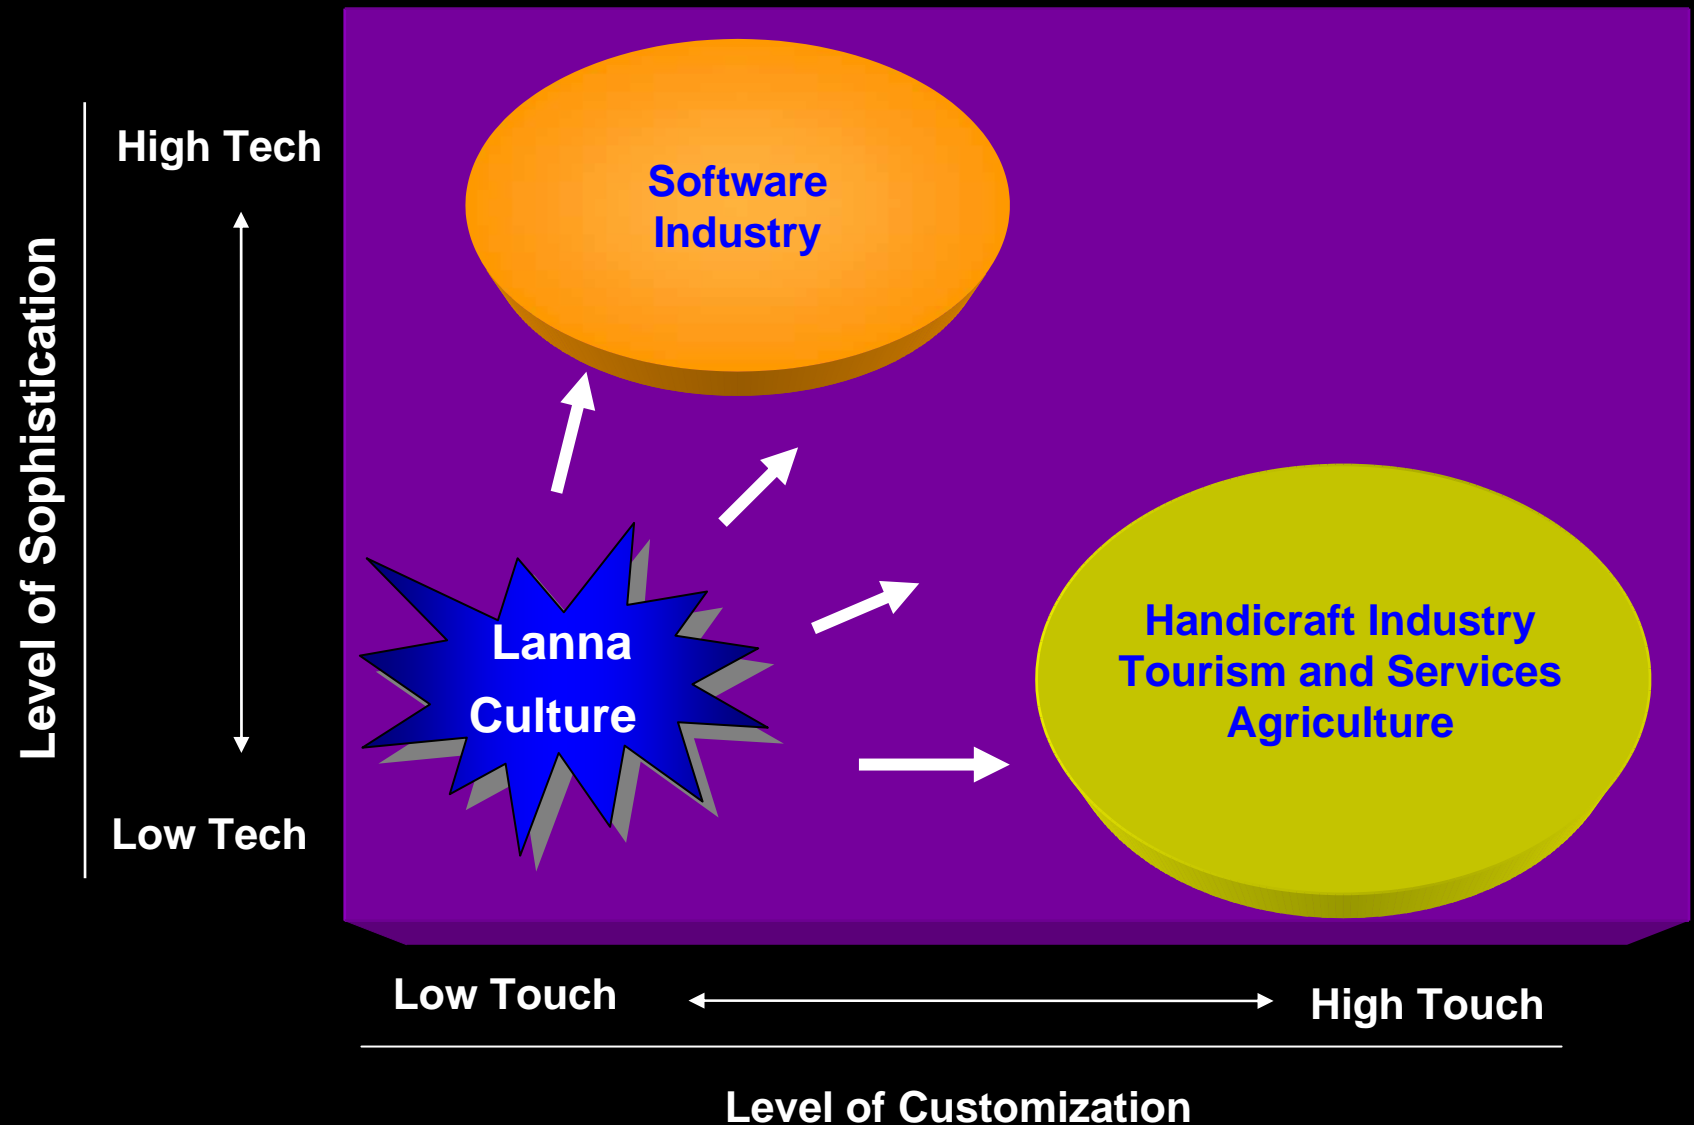 High Tech
Software
Industry
Level of Sophistication
Lanna
Culture
Handicraft Industry
Tourism and Services
Agriculture
Low Tech
Low Touch
High Touch
Level of Customization